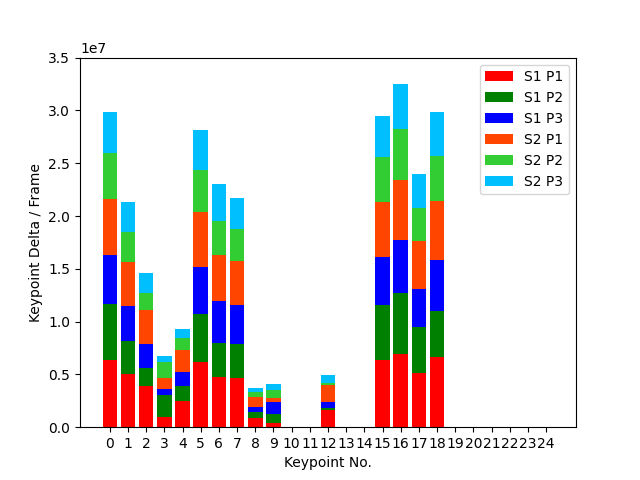 1e7
3.5
3.0
2.5
2.0
1.5
1.0
0.5
0.0
Keypoint Delta / Frame
S1 P1
S1 P2
S1 P3
S2 P1
S2 P2
S2 P3
0 1 2 3 4 5 6 7 8 9 10 11 12 13 14 15 16 17 18 19 20 21 22 23 24
Keypoint No.